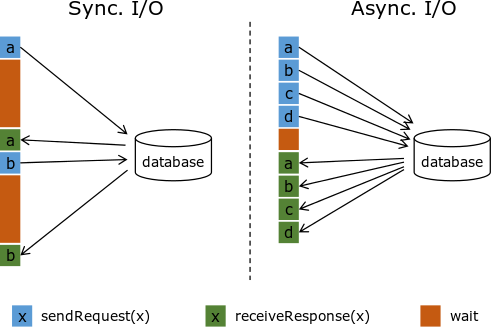 Sync. I/O
Async. I/O
a
a
b
b
database
a
b
c
d
a
b
c
d
database
x sendRequest(x)
x receiveResponse(x)
wait